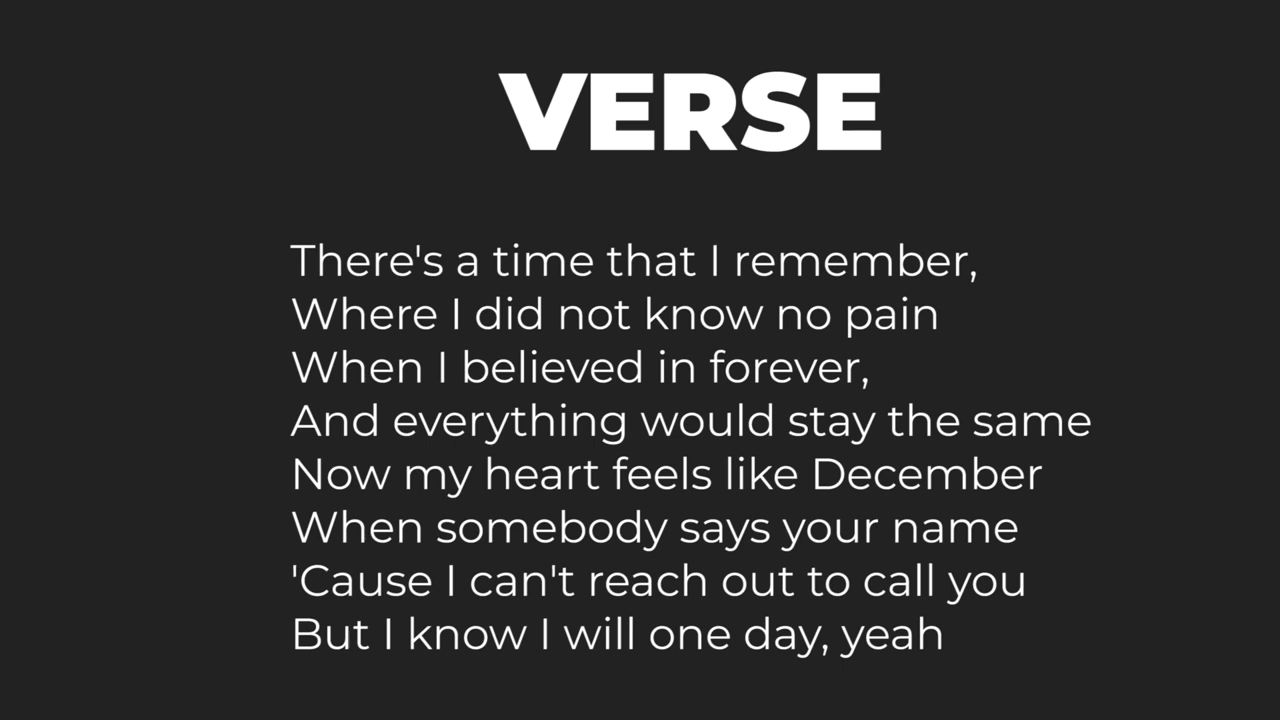 VERSE
There's a time that I remember,
Where I did not know no pain
When I believed in forever,
And everything would stay the same
Now my heart feels like December
When somebody says your name
'Cause I can't reach out to call you
But I know I will one day, yeah